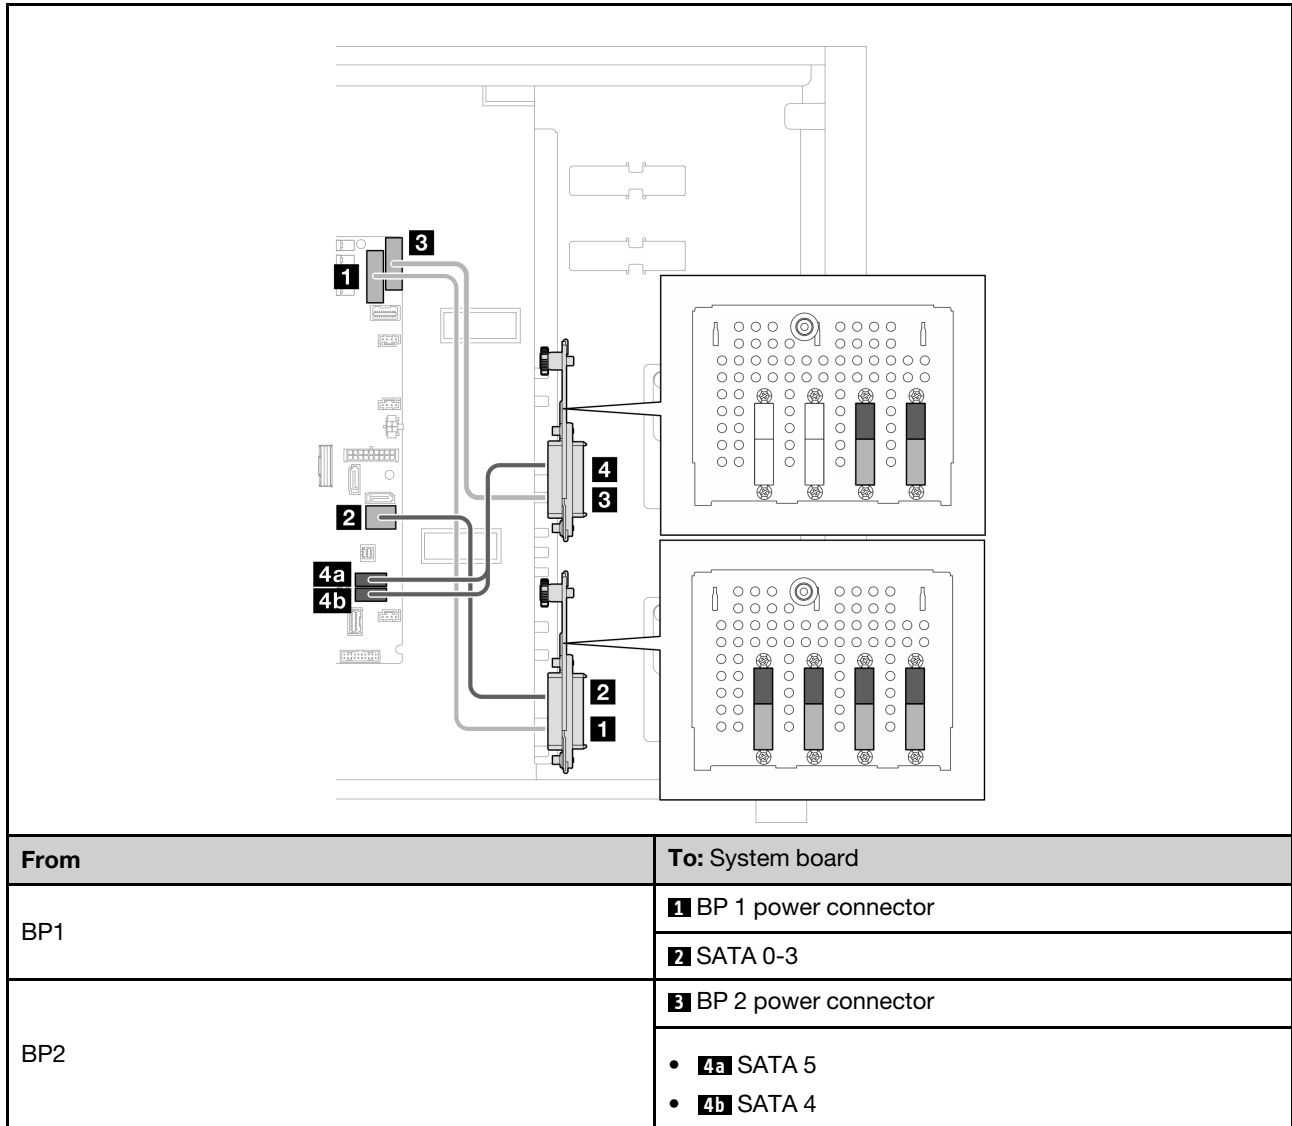 3
1
4
3
2
4a
4b
2
1
From
To: System board
BP1
1 BP 1 power connector
2 SATA 0-3
BP2
3 BP 2 power connector
• 4a SATA 5
• 4b SATA 4